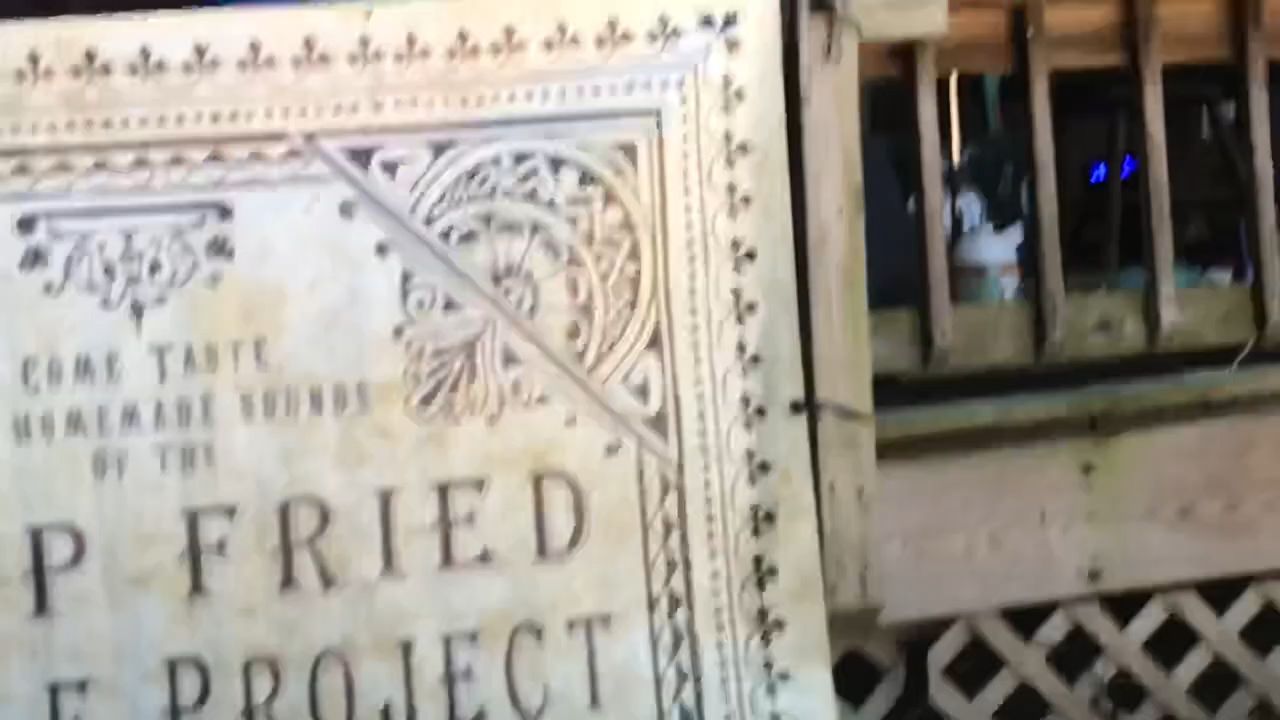 COME TASTE
HOMEMADE SOUNDS
OF THE
P FRIED
E PROJECT